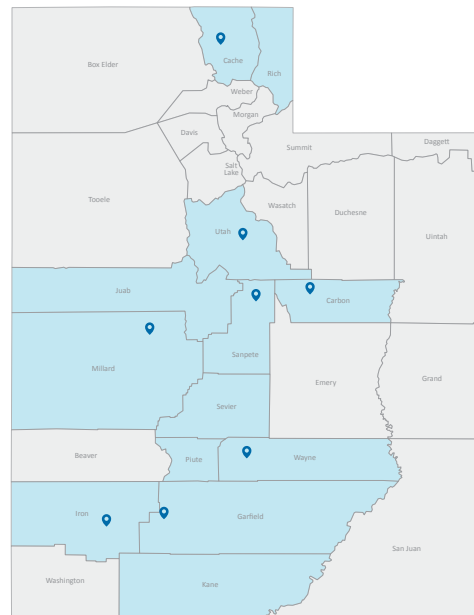 Box Elder
Cache
Rich
Weber
Morgan
Davis
Summit
Daggett
Salt
Lake
Tooele
Wasatch
Duchesne
Uintah
Utah
Juab
Carbon
Sanpete
Millard
Emery
Grand
Sevier
Beaver
Piute
Wayne
Iron
Garfield
San Juan
Washington
Kane